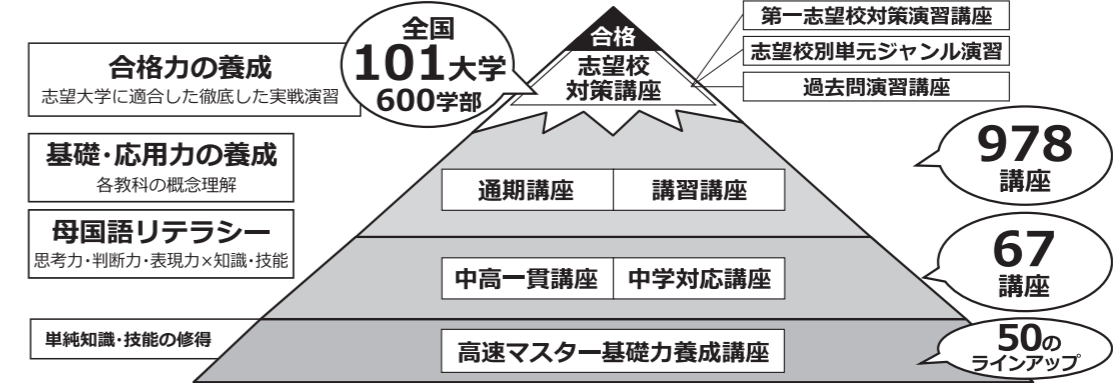 合格力の養成
志望大学に適合した徹底した実戦演習
基礎・応用力の養成
各教科の概念理解
母国語リテラシー
思考力・判断力・表現力×知識・技能
単純知識・技能の修得
全国
101大学
600学部
合格
志望校
対策講座
通期講座
講習講座
中高一貫講座
中学対応講座
高速マスター基礎力養成講座
第一志望校対策演習講座
志望校別単元ジャンル演習
過去問演習講座
978
講座
67
講座
50の
ラインアップ